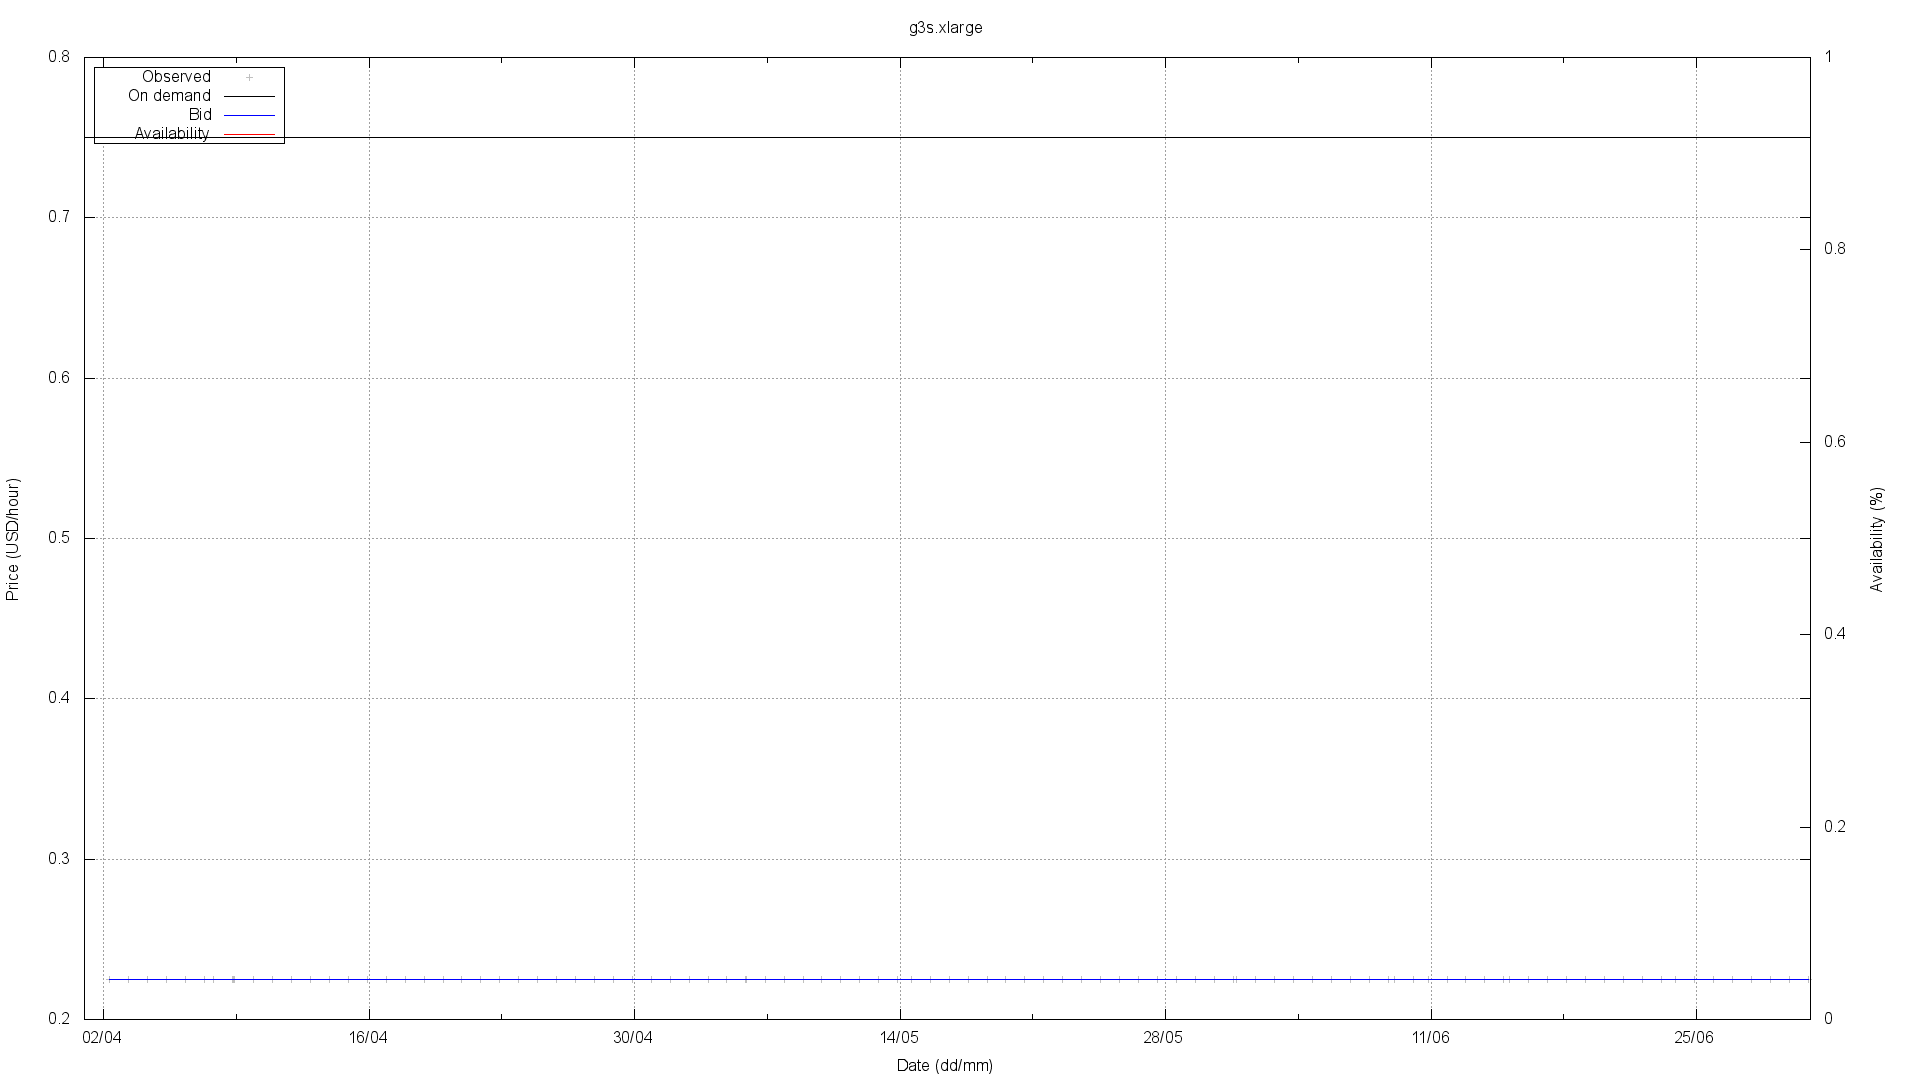 g3s.xlarge
0.8
0.7
0.6
0.5
0.4
0.3
0.2
1
0.8
0.6
0.4
0.2
0
Observed
On demand
Bid
Availability
Price (USD/hour)
Availability (%)
02/04 16/04 30/04 14/05 28/05 11/06 25/06
Date (dd/mm)